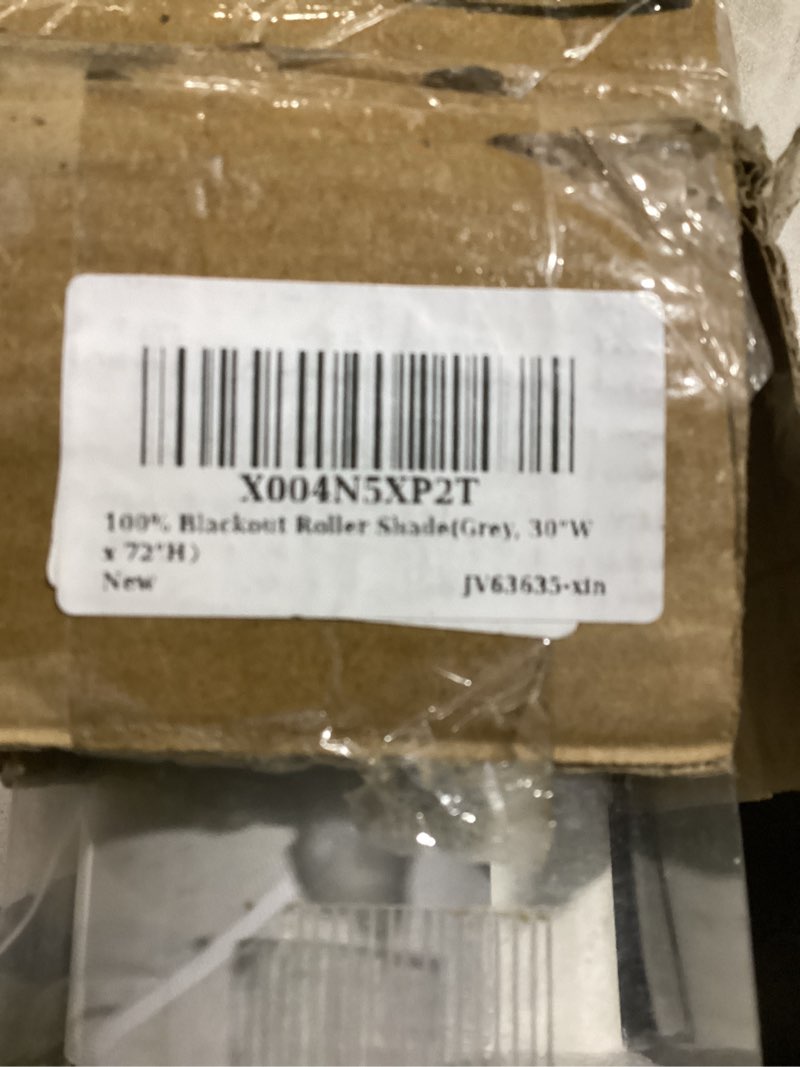 X004N5XP2T
100% Blackout Roller Shade(Grey, 30"W
x 72"H)
New JV63635-xin